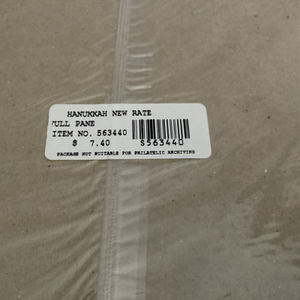 HANUKKAH NEW RATE
FULL PANE
ITEM NO. 563440
$ 7.40
S563440
PACKAGE NOT SUITABLE FOR PHILATELIC ARCHIVING